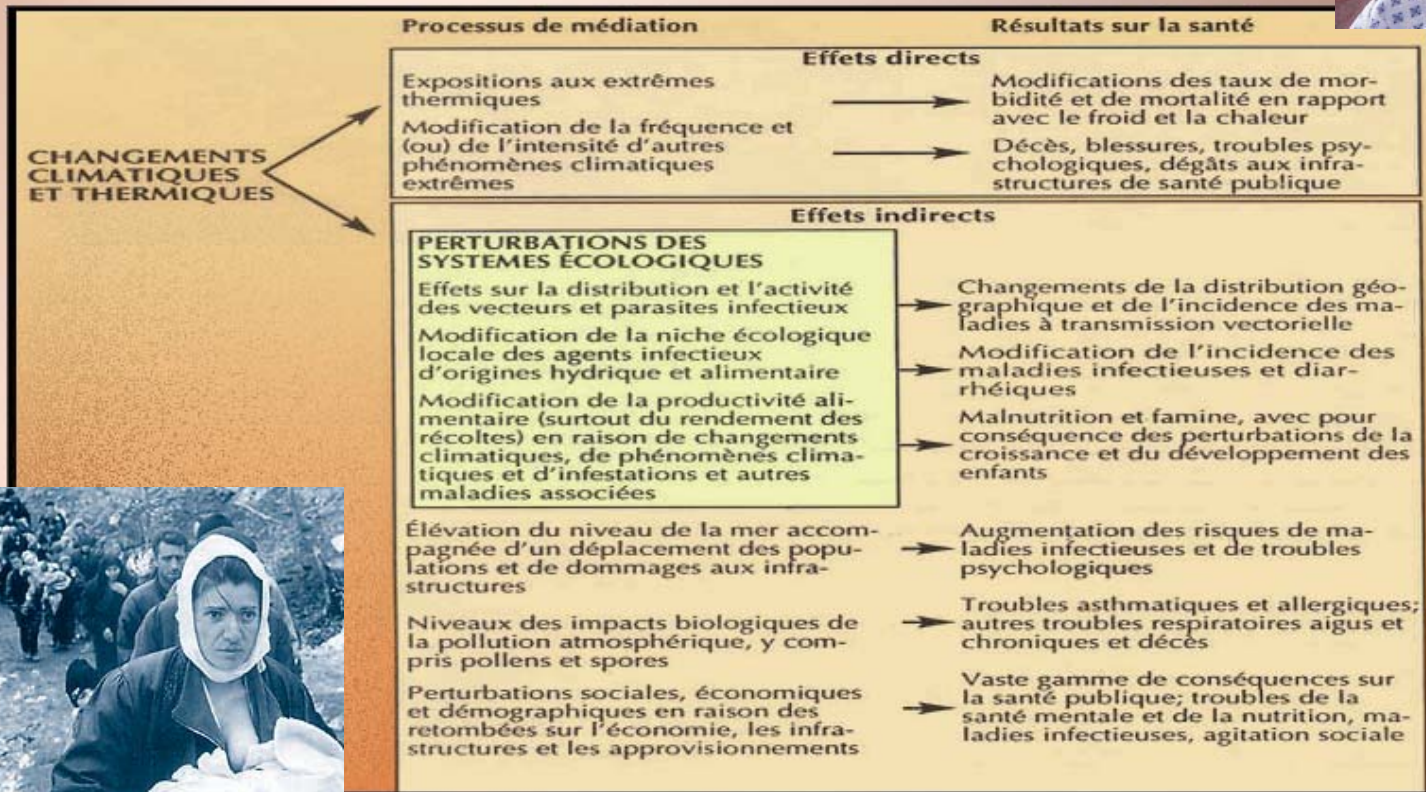 Processus de médiation
Résultats sur la santé
Effets directs
CHANGEMENTS
CLIMATIQUES
ET THERMIQUES
Expositions aux extrêmes
thermiques
Modifications des taux de mor-
bidité et de mortalité en rapport
avec le froid et la chaleur
Modification de la fréquence et
(ou) de l'intensité d'autres
phénomènes climatiques
extrêmes
Décès, blessures, troubles psy-
chologiques, dégâts aux infra-
structures de santé publique
Effets indirects
PERTURBATIONS DES
SYSTEMES ÉCOLOGIQUES
Effets sur la distribution et l'activité
des vecteurs et parasites infectieux
Changements de la distribution géo-
graphique et de l'incidence des ma-
ladies à transmission vectorielle
Modification de la niche écologique
locale des agents infectieux
d'origines hydrique et alimentaire
Modification de l'incidence des
maladies infectieuses et diar-
rhéiques
Modification de la productivité ali-
mentaire (surtout du rendement des
récoltes) en raison de changements
climatiques, de phénomènes clima-
tiques et d'infestations et autres
maladies associées
Malnutrition et famine, avec pour
conséquence des perturbations de la
croissance et du développement des
enfants
Élévation du niveau de la mer accom-
pagnée d'un déplacement des popu-
lations et de dommages aux infra-
structures
Augmentation des risques de ma-
ladies infectieuses et de troubles
psychologiques
Niveaux des impacts biologiques de
la pollution atmosphérique, y com-
pris pollens et spores
Troubles asthmatiques et allergiques;
autres troubles respiratoires aigus et
chroniques et décès
Perturbations sociales, économiques
et démographiques en raison des
retombées sur l'économie, les infra-
structures et les approvisionnements
Vaste gamme de conséquences sur
la santé publique; troubles de la
santé mentale et de la nutrition, ma-
ladies infectieuses, agitation sociale